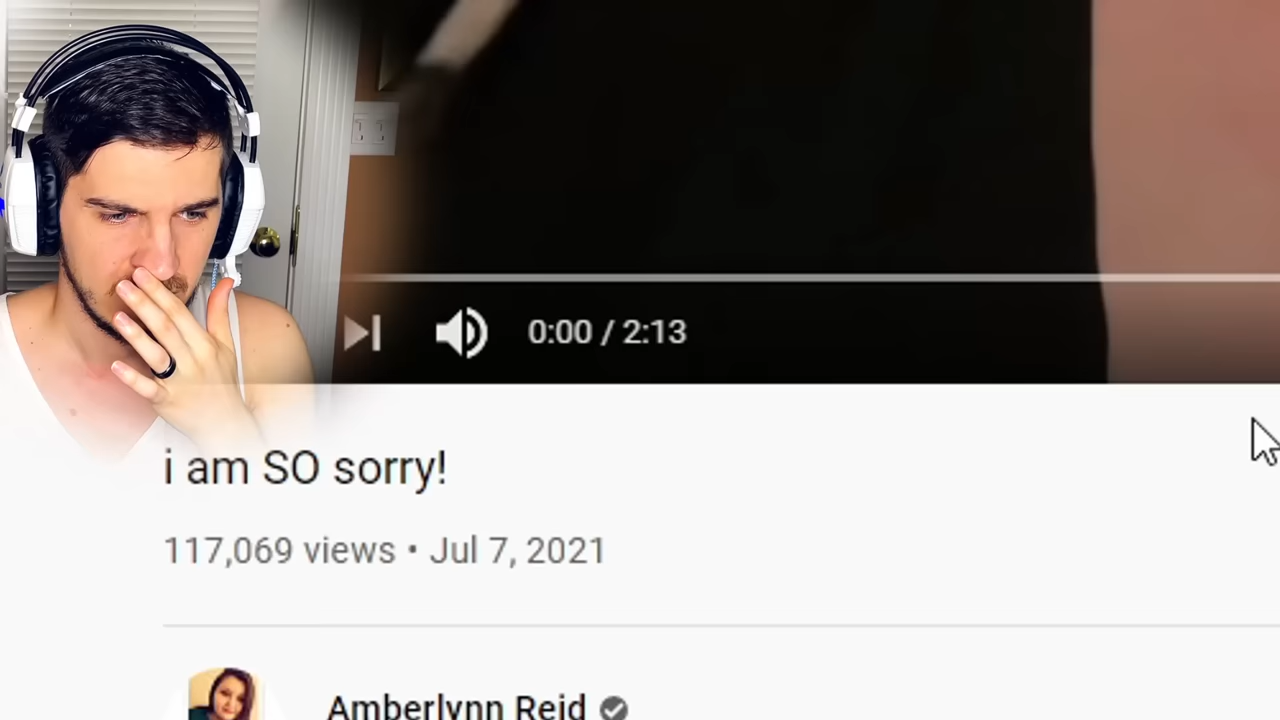 0:00 / 2:13
i am SO sorry!
117,069 views • Jul 7, 2021
Amberlynn Reid